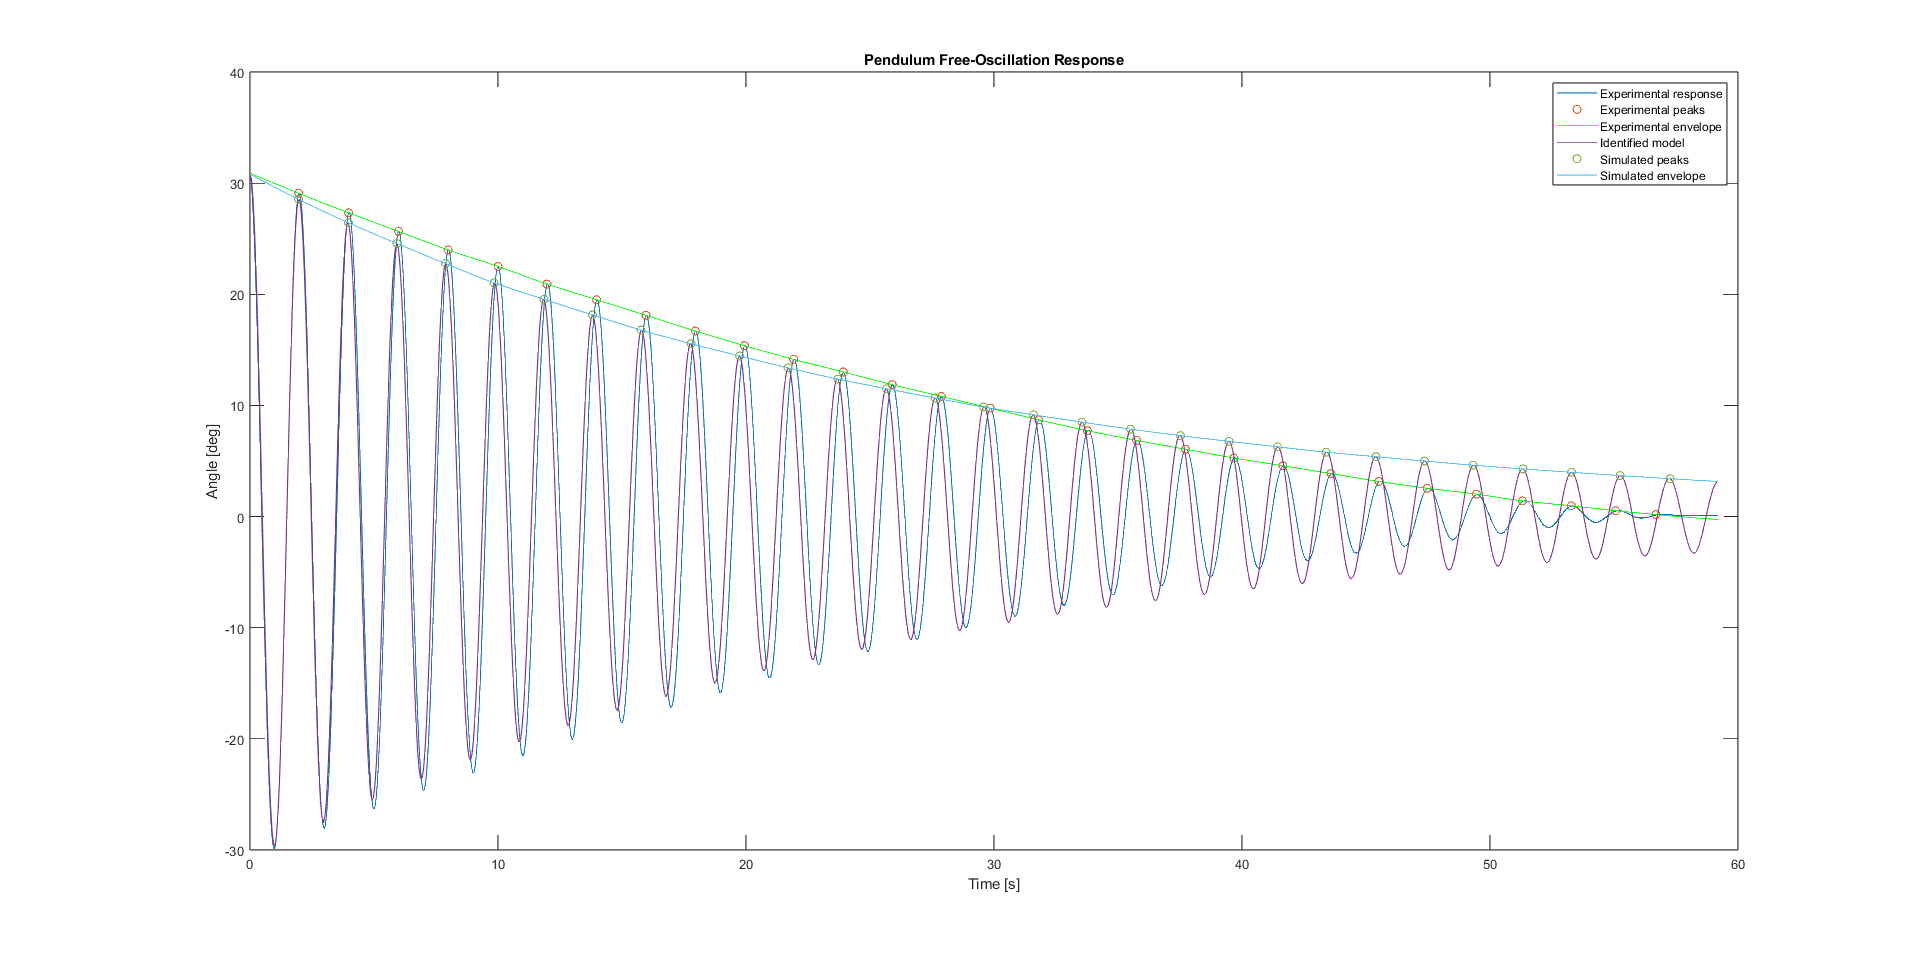 Pendulum Free-Oscillation Response
40
30
20
10
0
-10
-20
-30
Angle [deg]
0 10 20 30 40 50 60
Time [s]
Experimental response
Experimental peaks
Experimental envelope
Identified model
Simulated peaks
Simulated envelope